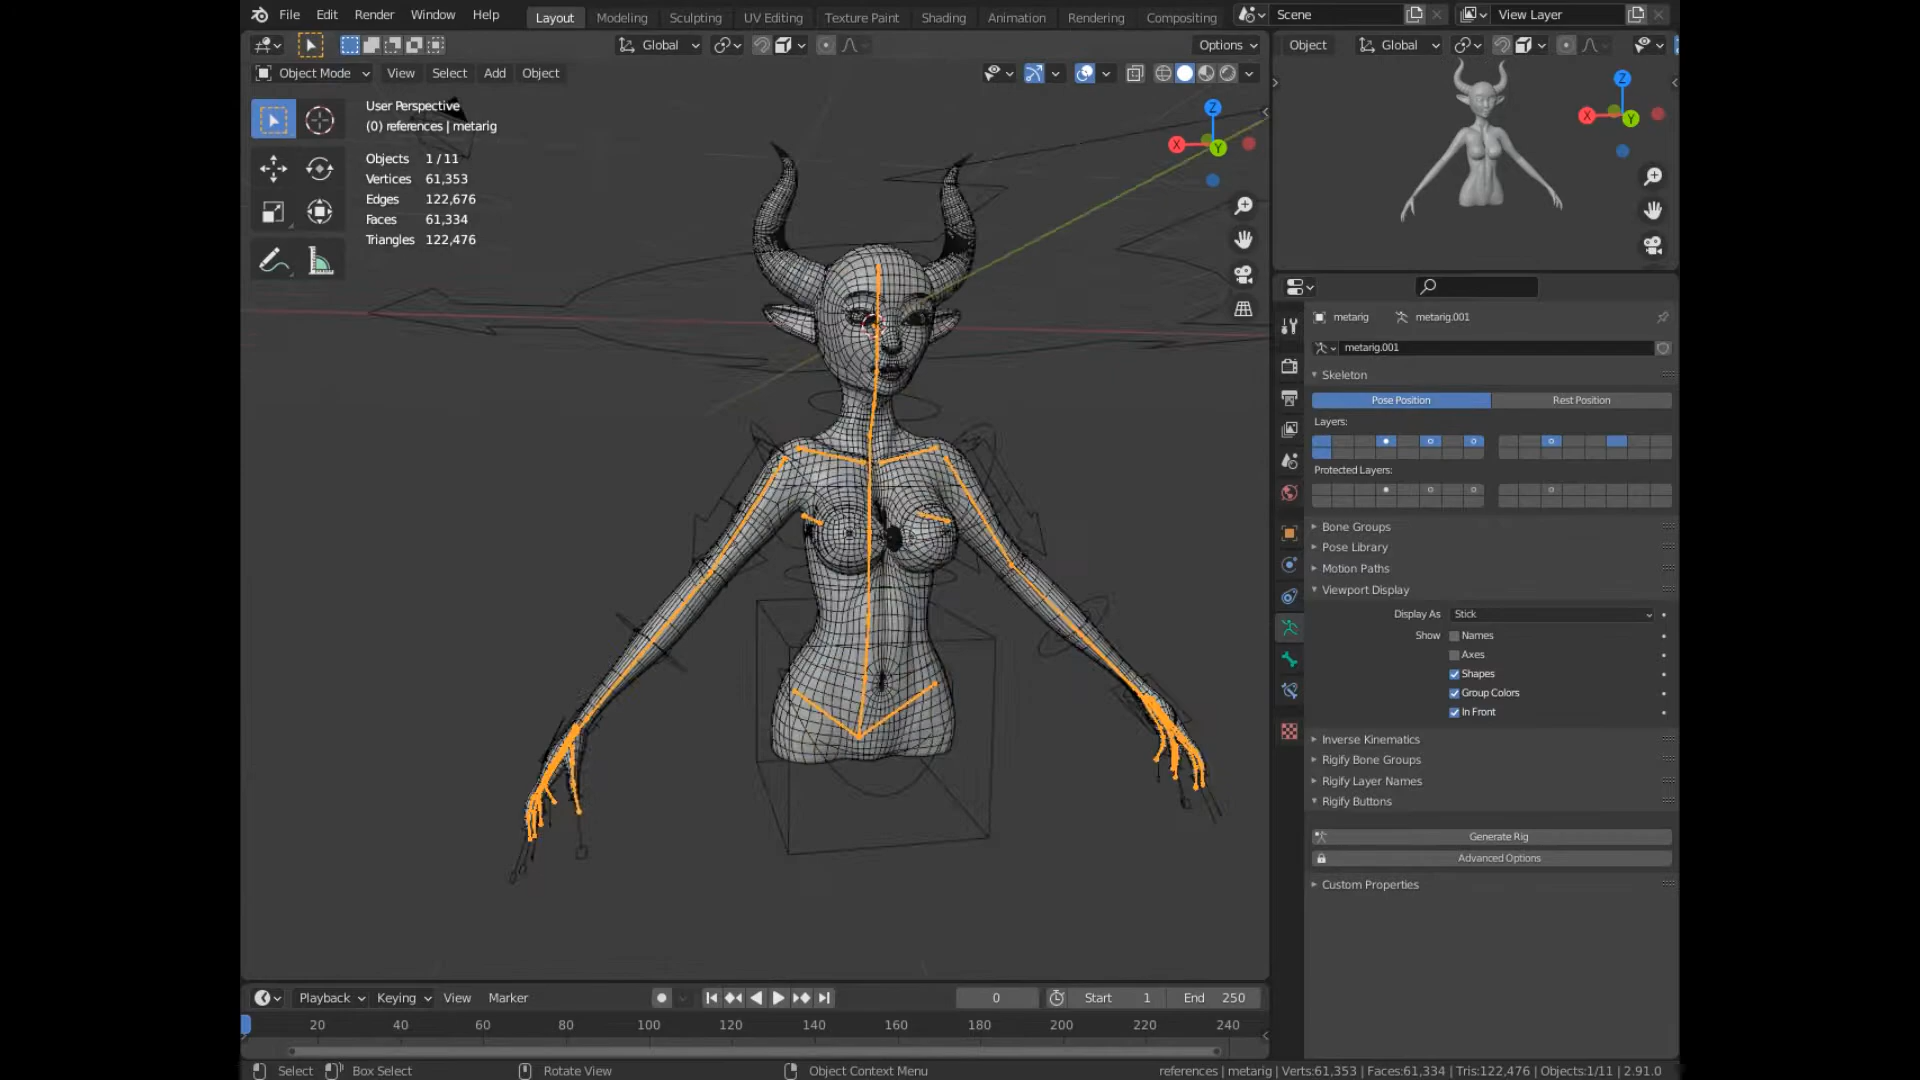 File Edit Render Window Help Layout Modeling Sculpting UV Editing Texture Paint Shading Animation Rendering Compositing Scene View Layer
Global Options Object Global
Object Mode View Select Add Object
User Perspective
(0) references | metarig
Objects 1 / 11
Vertices 61,353
Edges 122,676
Faces 61,334
Triangles 122,476
Z
X
Y
Z
X
Y
metarig metarig.001
metarig.001
Skeleton
Pose Position Rest Position
Layers:
Protected Layers:
Bone Groups
Pose Library
Motion Paths
Viewport Display
Display As Stick
Show Names
Axes
Shapes
Group Colors
In Front
Inverse Kinematics
Rigify Bone Groups
Rigify Layer Names
Rigify Buttons
Generate Rig
Advanced Options
Custom Properties
Playback Keying View Marker 0 Start 1 End 250
20 40 60 80 100 120 140 160 180 200 220 240
Select Box Select Rotate View Object Context Menu references | metarig | Verts:61,353 | Faces:61,334 | Tris:122,476 | Objects:1/11 | 2.91.0